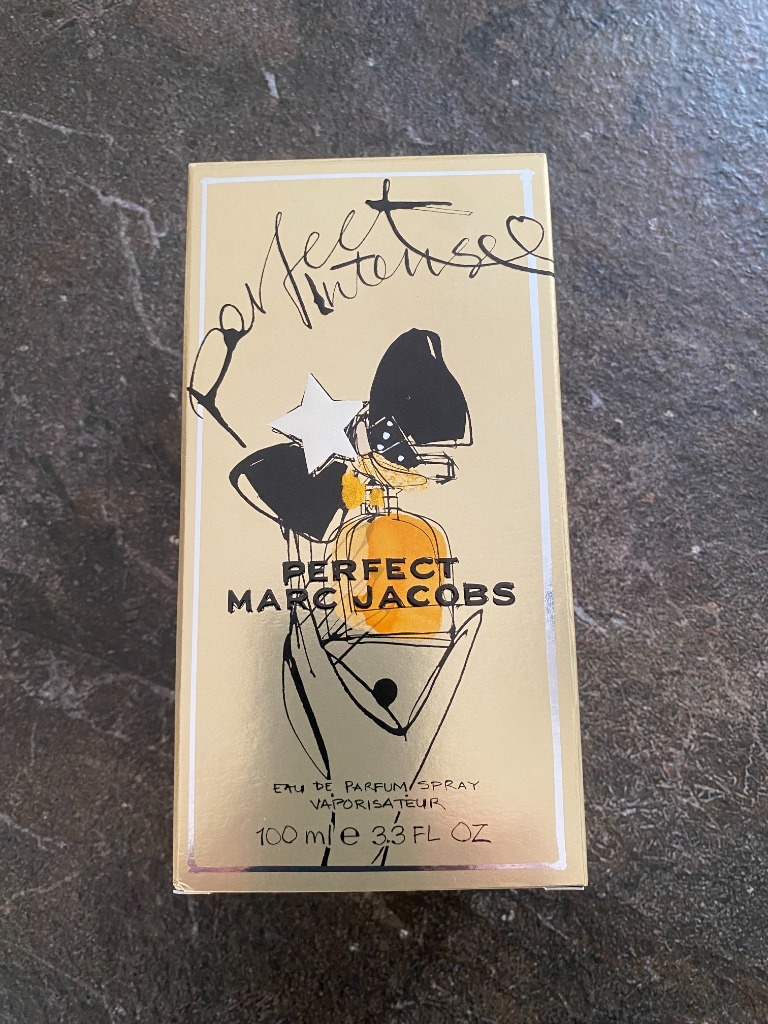 perfect
intense
PERFECT
MARC JACOBS
EAU DE PARFUM SPRAY
VAPORISATEUR
100 ml e 3.3 FL OZ